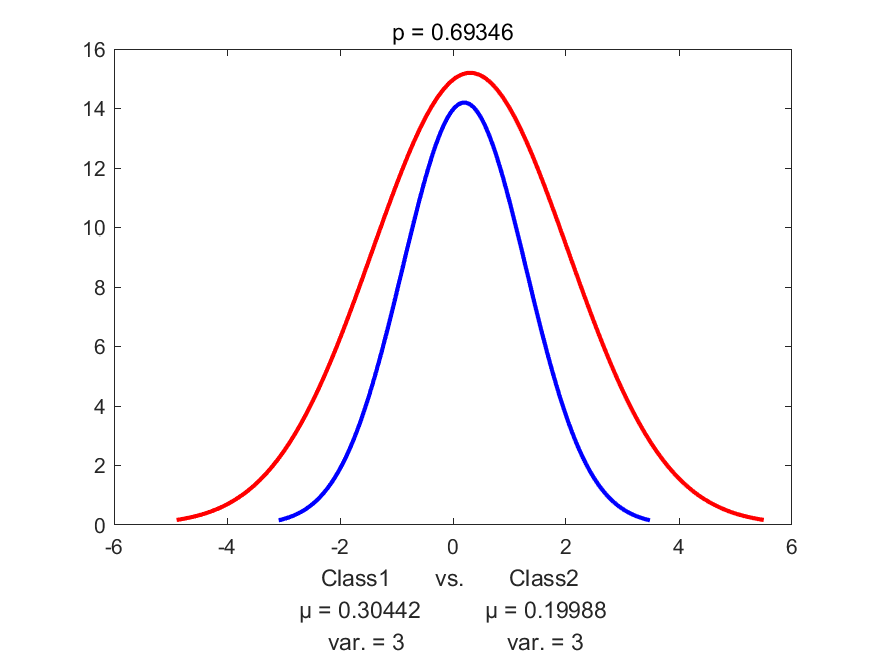 p = 0.69346
16
14
12
10
8
6
4
2
0
-6 -4 -2 0 2 4 6
Class1 vs. Class2
μ = 0.30442 μ = 0.19988
var. = 3 var. = 3